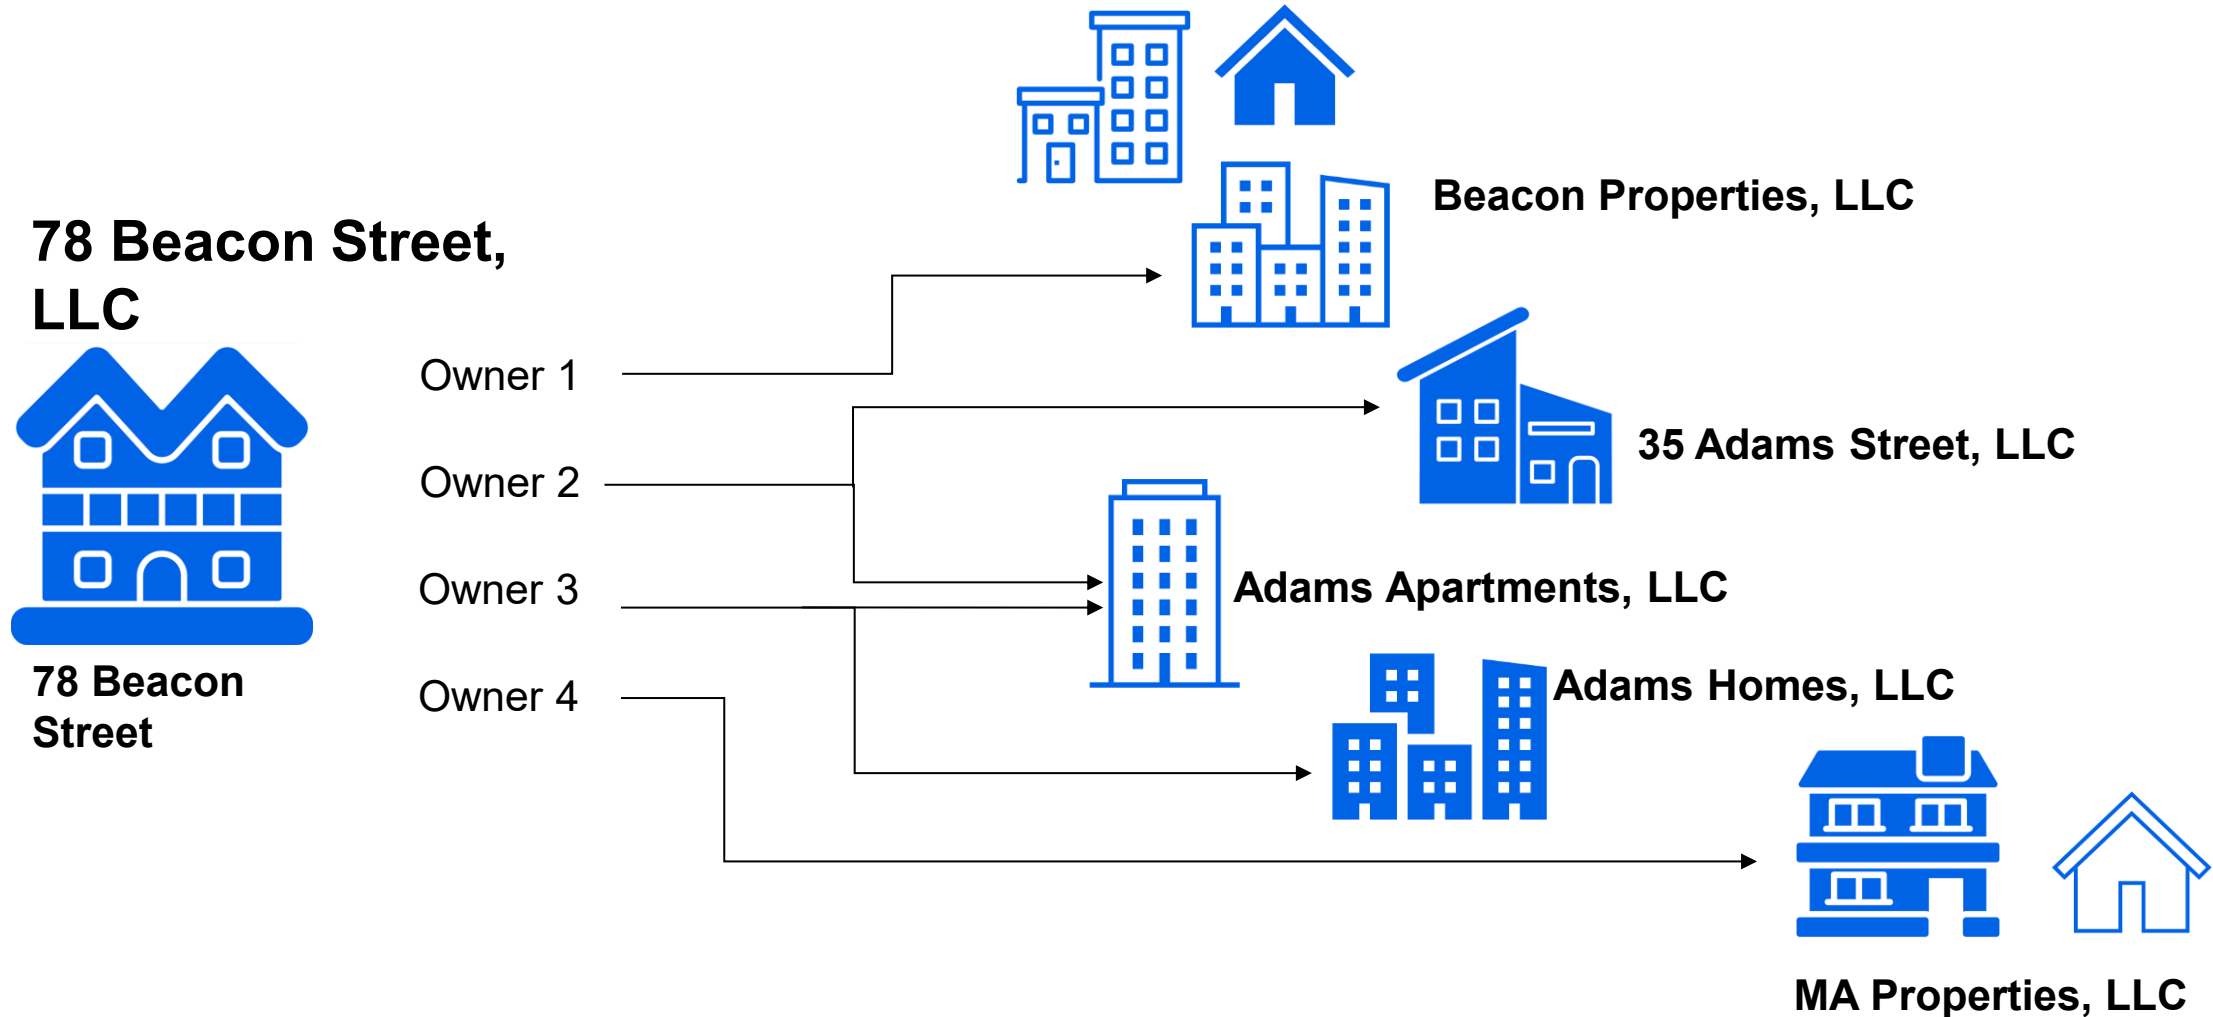 78 Beacon Street,
LLC
78 Beacon
Street
Owner 1
Owner 2
Owner 3
Owner 4
Beacon Properties, LLC
35 Adams Street, LLC
Adams Apartments, LLC
Adams Homes, LLC
MA Properties, LLC